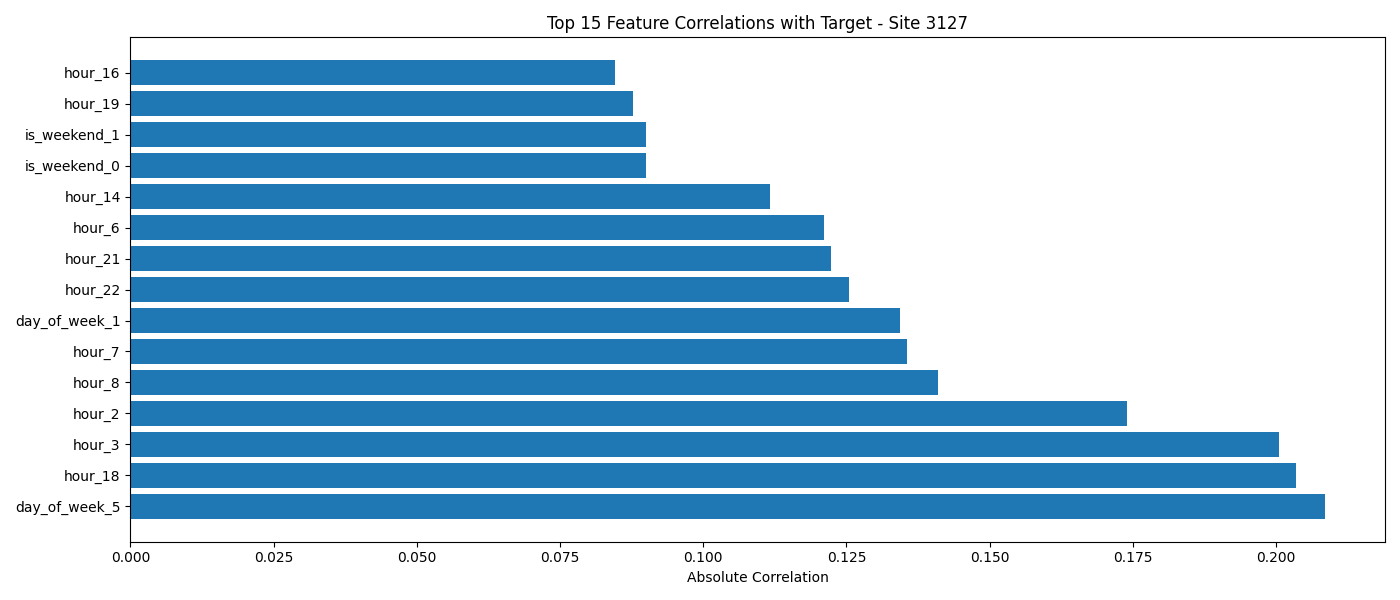 Top 15 Feature Correlations with Target - Site 3127
hour_16
hour_19
is_weekend_1
is_weekend_0
hour_14
hour_6
hour_21
hour_22
day_of_week_1
hour_7
hour_8
hour_2
hour_3
hour_18
day_of_week_5
0.000 0.025 0.050 0.075 0.100 0.125 0.150 0.175 0.200
Absolute Correlation